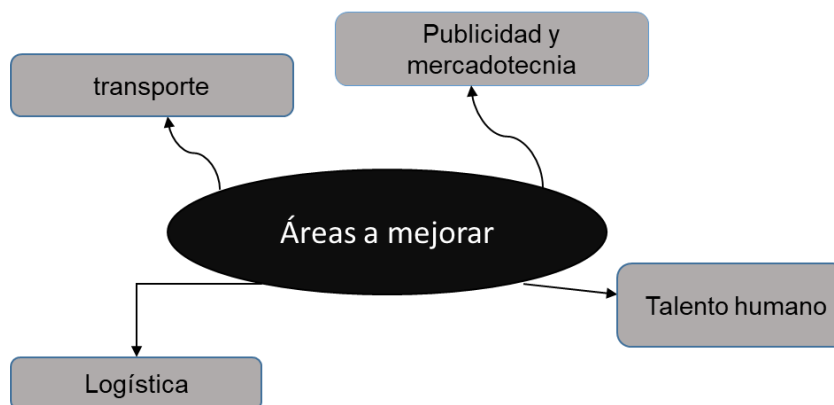 Publicidad y
mercadotecnia
transporte
Áreas a mejorar
Talento humano
Logística